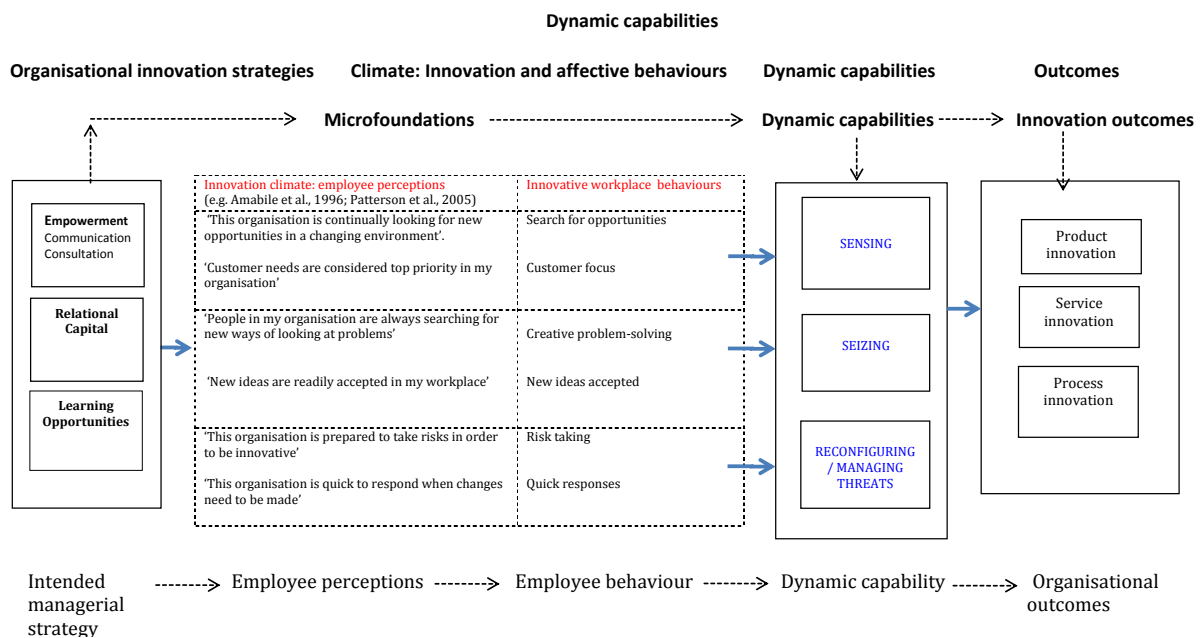 Dynamic capabilities
Organisational innovation strategies
Climate: Innovation and affective behaviours
Dynamic capabilities
Outcomes
Microfoundations
Dynamic capabilities
Innovation outcomes
Empowerment
Communication
Consultation
Relational
Capital
Learning
Opportunities
Innovation climate: employee perceptions
(e.g. Amabile et al., 1996; Patterson et al., 2005)
Innovative workplace behaviours
'This organisation is continually looking for new
opportunities in a changing environment'.
Search for opportunities
'Customer needs are considered top priority in my
organisation'
Customer focus
'People in my organisation are always searching for
new ways of looking at problems'
Creative problem-solving
'New ideas are readily accepted in my workplace'
New ideas accepted
'This organisation is prepared to take risks in order
to be innovative'
Risk taking
'This organisation is quick to respond when changes
need to be made'
Quick responses
SENSING
SEIZING
RECONFIGURING
/ MANAGING
THREATS
Product
innovation
Service
innovation
Process
innovation
Intended
managerial
strategy
Employee perceptions
Employee behaviour
Dynamic capability
Organisational
outcomes